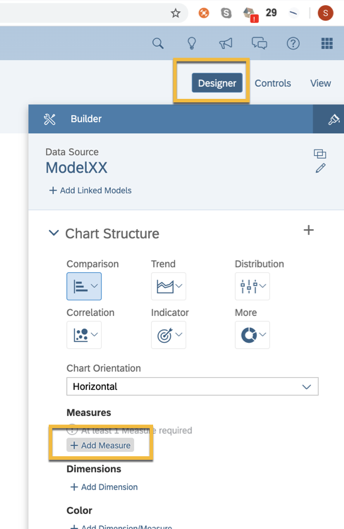 29
S
Designer
Controls
View
Builder
Data Source
ModelXX
+ Add Linked Models
Chart Structure
Comparison
Trend
Distribution
Correlation
Indicator
More
Chart Orientation
Horizontal
Measures
At least 1 Measure required
+ Add Measure
Dimensions
+ Add Dimension
Color
+ Add Dimension/Measure